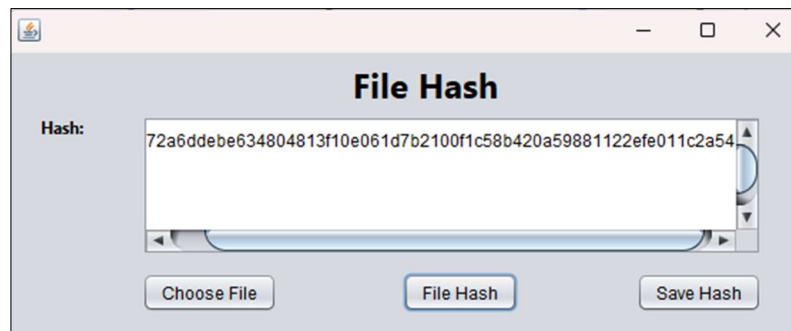 File Hash
Hash:
72a6ddebe634804813f10e061d7b2100f1c58b420a59881122efe011c2a54
Choose File
File Hash
Save Hash